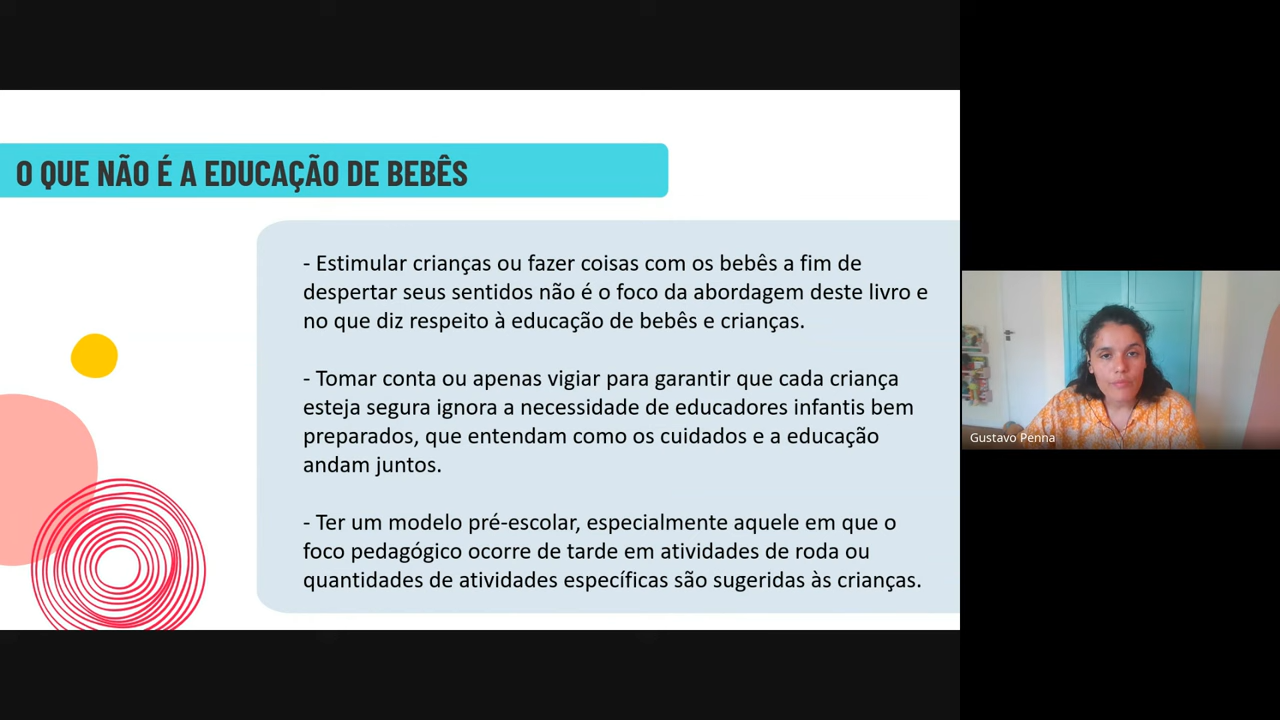 O QUE NÃO É A EDUCAÇÃO DE BEBÊS
- Estimular crianças ou fazer coisas com os bebês a fim de
despertar seus sentidos não é o foco da abordagem deste livro e
no que diz respeito à educação de bebês e crianças.
- Tomar conta ou apenas vigiar para garantir que cada criança
esteja segura ignora a necessidade de educadores infantis bem
preparados, que entendam como os cuidados e a educação
andam juntos.
- Ter um modelo pré-escolar, especialmente aquele em que o
foco pedagógico ocorre de tarde em atividades de roda ou
quantidades de atividades específicas são sugeridas às crianças.
Gustavo Penna